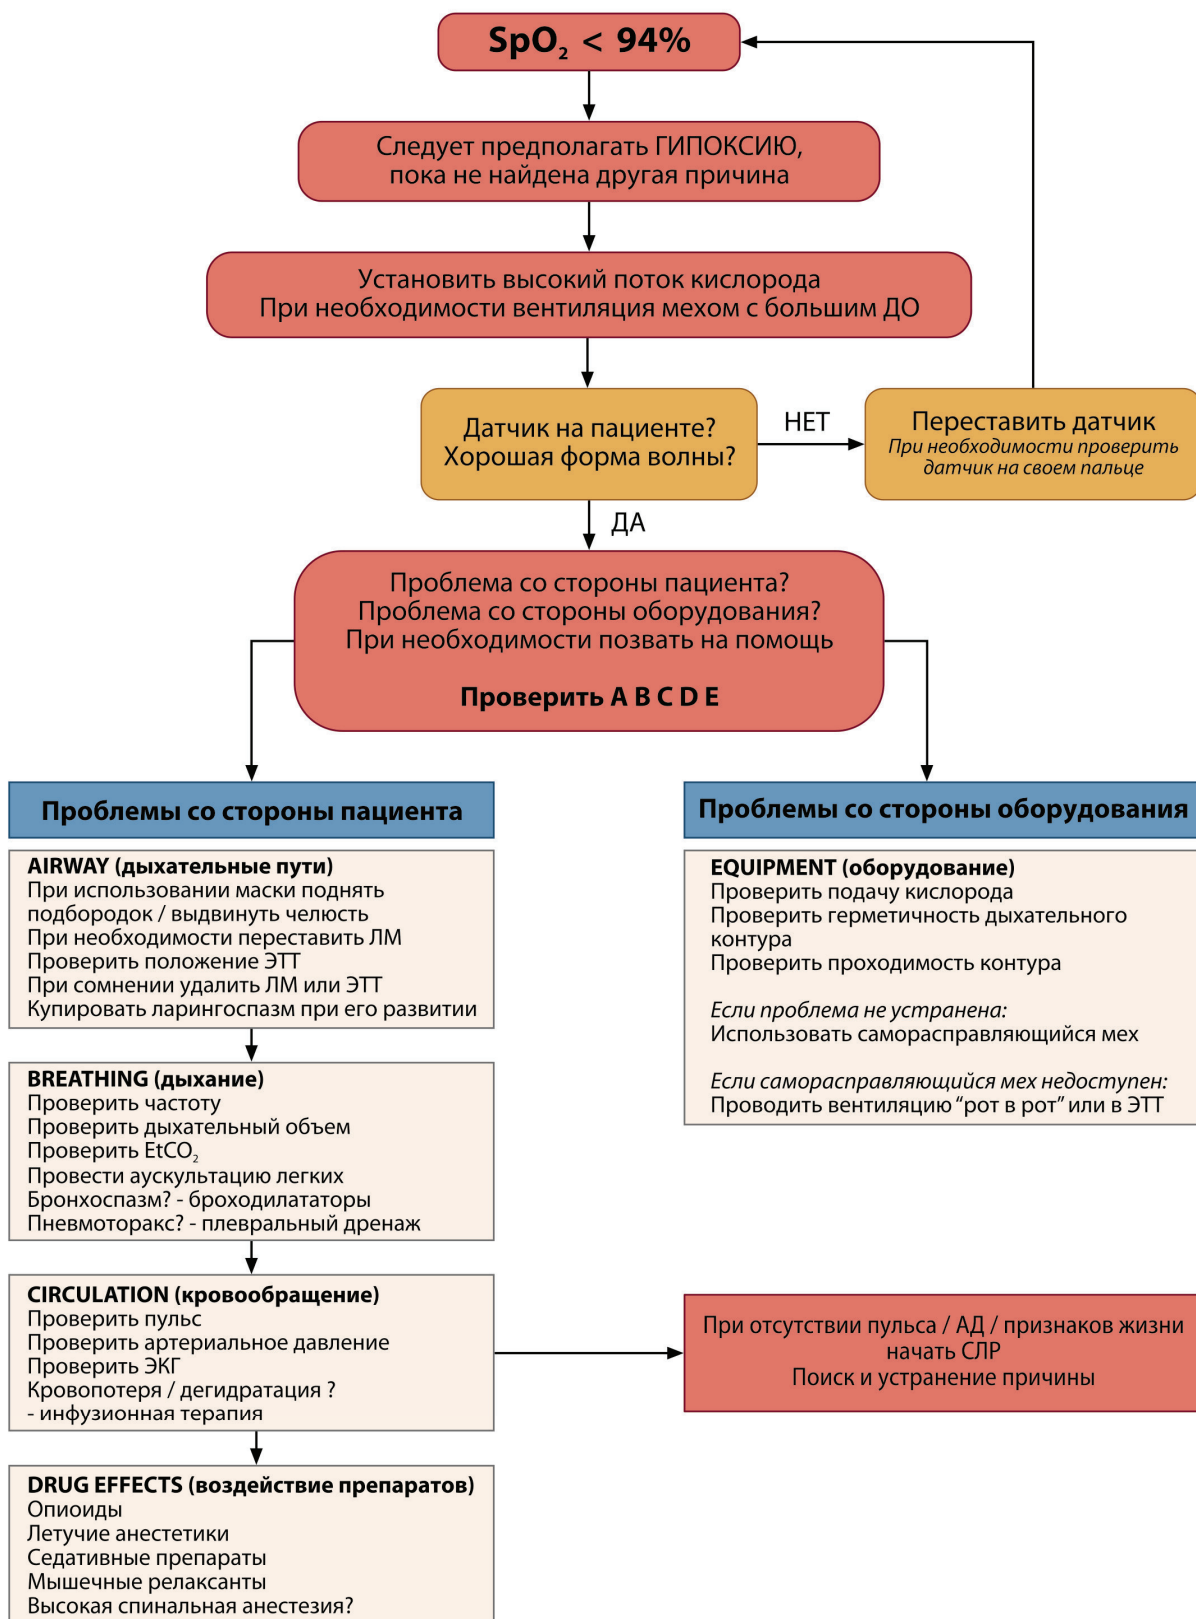 SpO₂ < 94%
Следует предполагать ГИПОКСИЮ,
пока не найдена другая причина
Установить высокий поток кислорода
При необходимости вентиляция мехом с большим ДО
Датчик на пациенте?
Хорошая форма волны?
НЕТ
Переставить датчик
При необходимости проверить
датчик на своем пальце
ДА
Проблема со стороны пациента?
Проблема со стороны оборудования?
При необходимости позвать на помощь
Проверить A B C D E
Проблемы со стороны пациента
AIRWAY (дыхательные пути)
При использовании маски поднять
подбородок / выдвинуть челюсть
При необходимости переставить ЛМ
Проверить положение ЭТТ
При сомнении удалить ЛМ или ЭТТ
Купировать ларингоспазм при его развитии
BREATHING (дыхание)
Проверить частоту
Проверить дыхательный объем
Проверить EtCO₂
Провести аускультацию легких
Бронхоспазм? - броходилататоры
Пневмоторакс? - плевральный дренаж
CIRCULATION (кровообращение)
Проверить пульс
Проверить артериальное давление
Проверить ЭКГ
Кровопотеря / дегидратация ?
- инфузионная терапия
DRUG EFFECTS (воздействие препаратов)
Опиоиды
Летучие анестетики
Седативные препараты
Мышечные релаксанты
Высокая спинальная анестезия?
Проблемы со стороны оборудования
EQUIPMENT (оборудование)
Проверить подачу кислорода
Проверить герметичность дыхательного
контура
Проверить проходимость контура
Если проблема не устранена:
Использовать саморасправляющийся мех
Если саморасправляющийся мех недоступен:
Проводить вентиляцию “рот в рот” или в ЭТТ
При отсутствии пульса / АД / признаков жизни
начать СЛР
Поиск и устранение причины